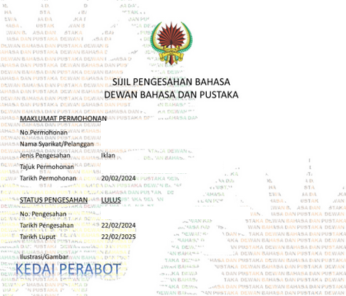 SIJIL PENGESAHAN BAHASA
DEWAN BAHASA DAN PUSTAKA
MAKLUMAT PERMOHONAN
No.Permohonan
Nama Syarikat/Pelanggan
Jenis Pengesahan Iklan
Tajuk Permohonan
Tarikh Permohonan 20/02/2024
STATUS PENGESAHAN LULUS
No. Pengesahan
Tarikh Pengesahan 22/02/2024
Tarikh Luput 22/02/2025
Ilustrasi/Gambar
KEDAI PERABOT